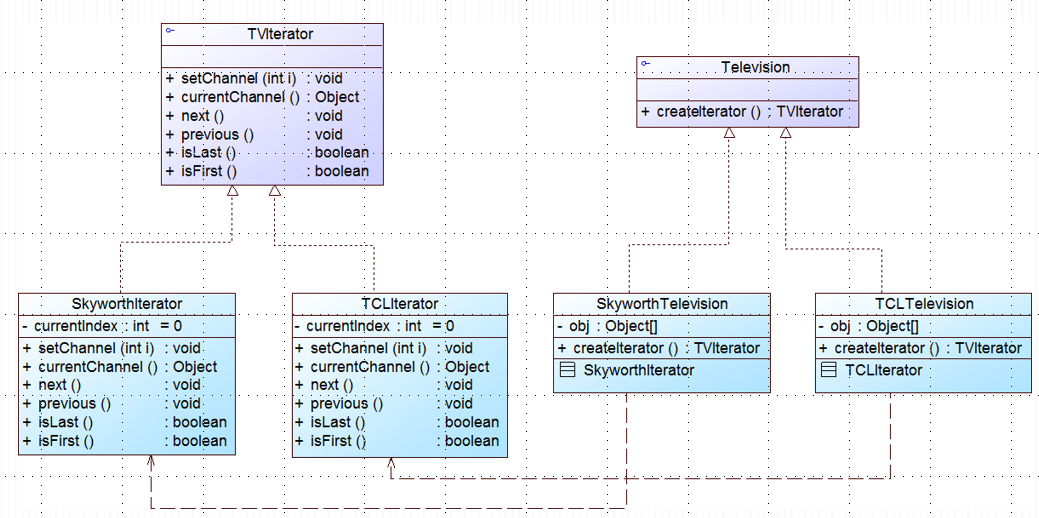 TVIterator
+ setChannel (int i) : void
+ currentChannel () : Object
+ next () : void
+ previous () : void
+ isLast () : boolean
+ isFirst () : boolean
Television
+ createIterator () : TVIterator
SkyworthIterator
- currentIndex : int = 0
+ setChannel (int i) : void
+ currentChannel () : Object
+ next () : void
+ previous () : void
+ isLast () : boolean
+ isFirst () : boolean
TCLIterator
- currentIndex : int = 0
+ setChannel (int i) : void
+ currentChannel () : Object
+ next () : void
+ previous () : void
+ isLast () : boolean
+ isFirst () : boolean
SkyworthTelevision
- obj : Object[]
+ createIterator () : TVIterator
SkyworthIterator
TCLTelevision
- obj : Object[]
+ createIterator () : TVIterator
TCLIterator